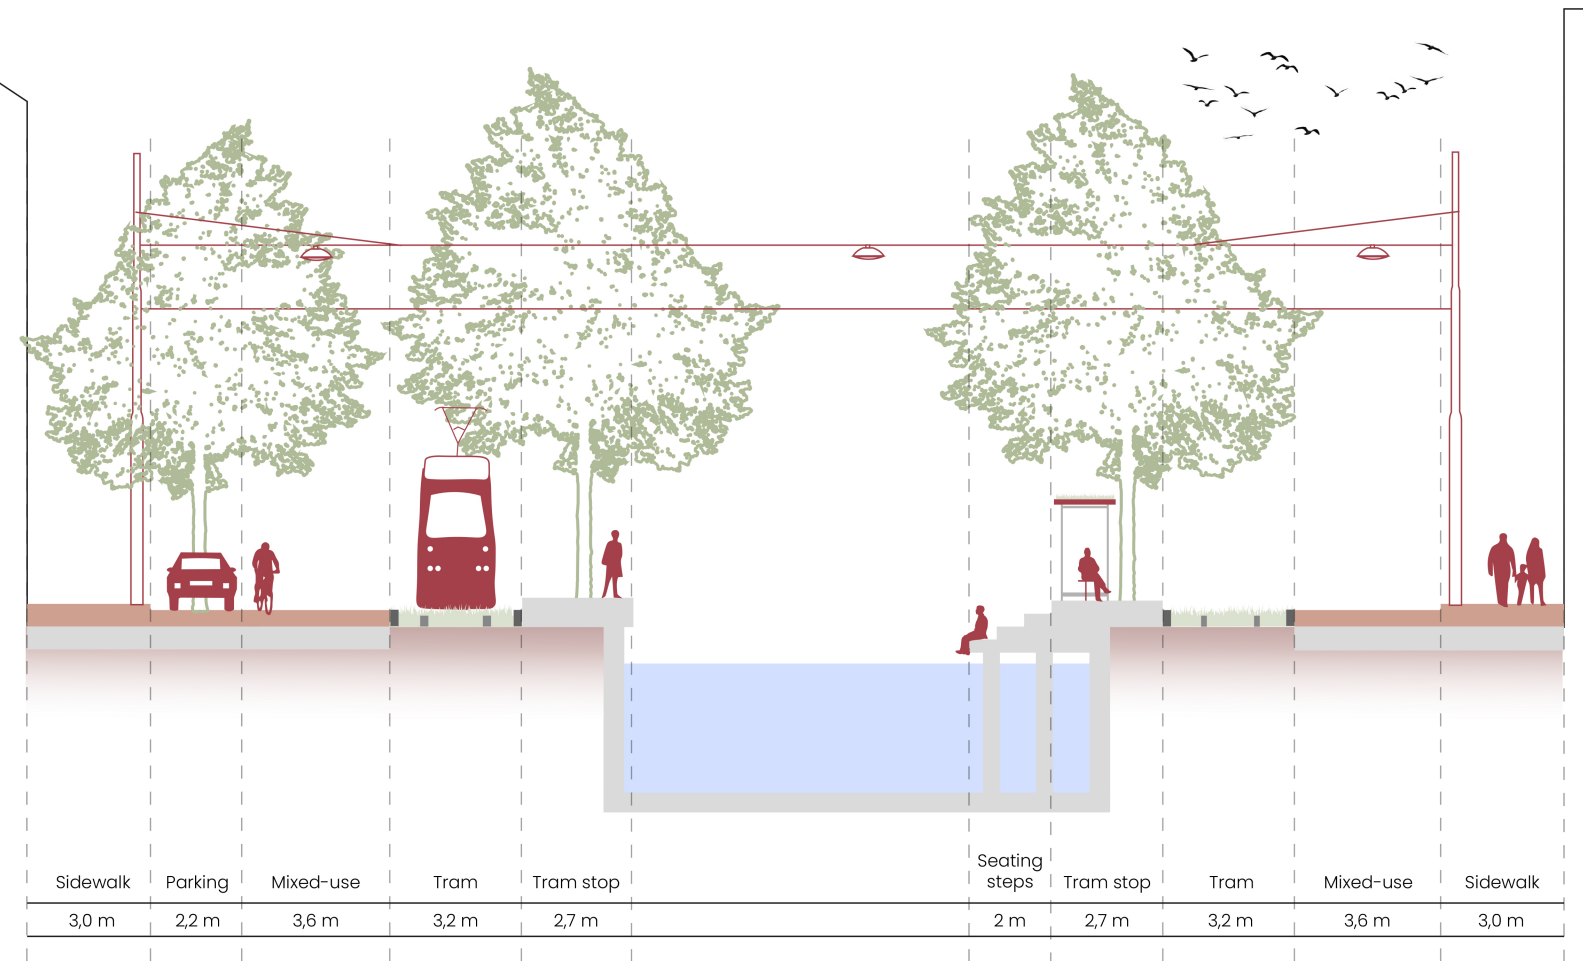 Sidewalk Parking Mixed-use Tram Tram stop Seating steps Tram stop Tram Mixed-use Sidewalk
3,0 m 2,2 m 3,6 m 3,2 m 2,7 m 2 m 2,7 m 3,2 m 3,6 m 3,0 m